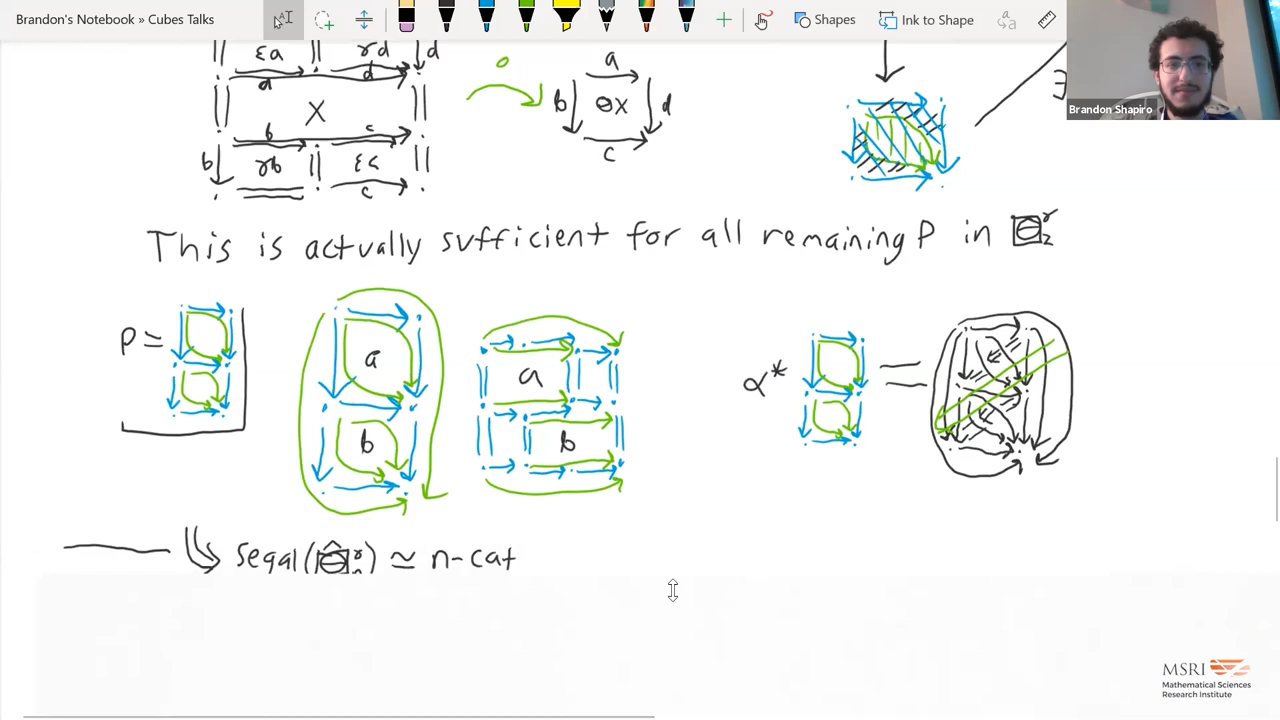 Brandon's Notebook » Cubes Talks
Shapes
Ink to Shape
Brandon Shapiro
εa γd d
a d
X
b c
b γb εc
c
o
a
b ΘX d
c
∃
This is actually sufficient for all remaining P in
P =
a
b
a
b
α* =
Segal( ) ≃ n-cat
MSRI
Mathematical Sciences
Research Institute